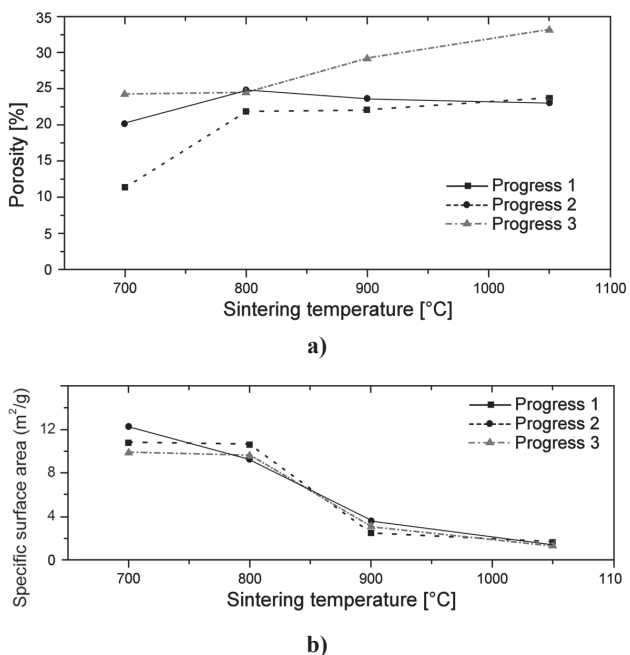 35
30
25
20
15
10
5
0
Porosity [%]
Progress 1
Progress 2
Progress 3
700 800 900 1000 1100
Sintering temperature [°C]
a)
12
8
4
0
Specific surface area (m²/g)
Progress 1
Progress 2
Progress 3
700 800 900 1000 110
Sintering temperature [°C]
b)